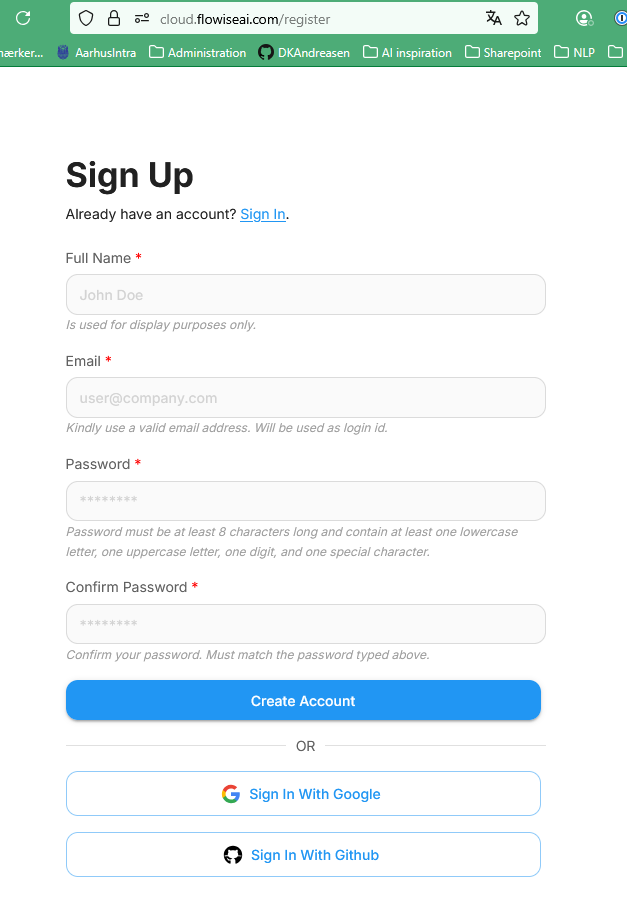 cloud.flowiseai.com/register
mærker...
AarhusIntra
Administration
DKAndreasen
AI inspiration
Sharepoint
NLP
Sign Up
Already have an account? Sign In.
Full Name *
John Doe
Is used for display purposes only.
Email *
user@company.com
Kindly use a valid email address. Will be used as login id.
Password *
********
Password must be at least 8 characters long and contain at least one lowercase
letter, one uppercase letter, one digit, and one special character.
Confirm Password *
********
Confirm your password. Must match the password typed above.
Create Account
OR
Sign In With Google
Sign In With Github